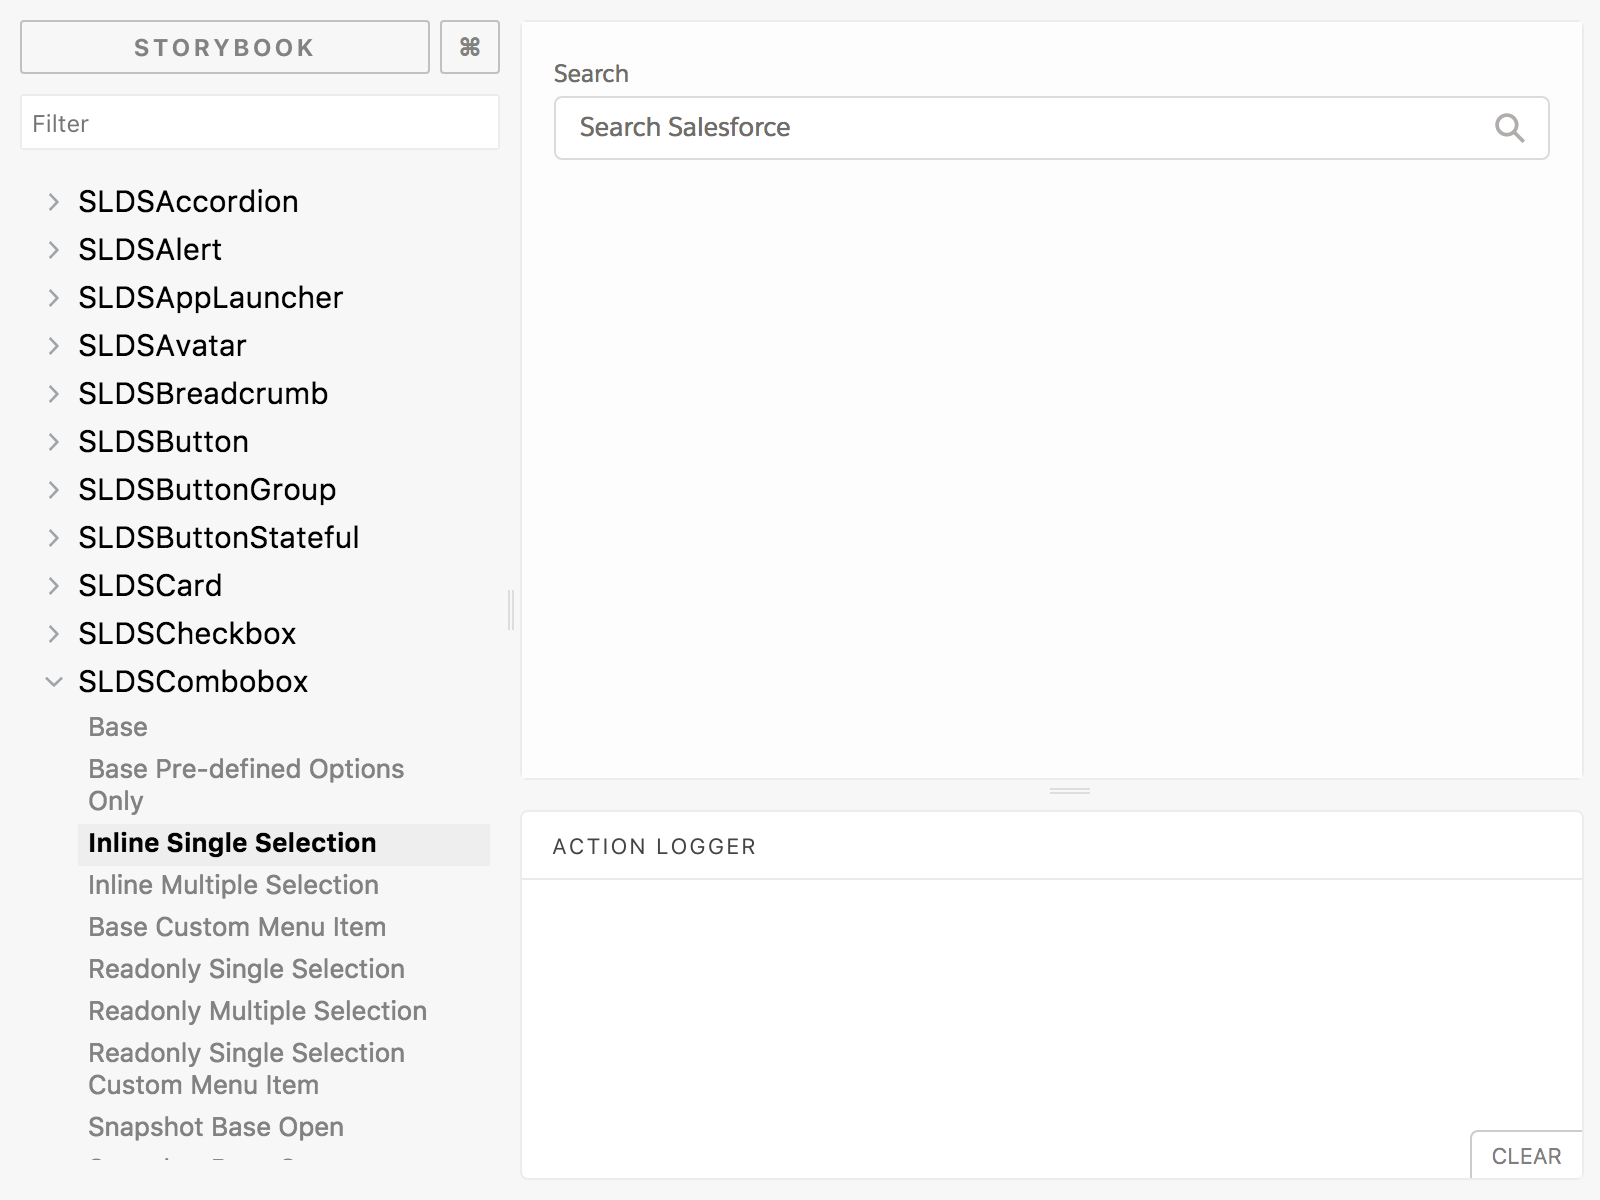 STORYBOOK
⌘
Filter
SLDSAccordion
SLDSAlert
SLDSAppLauncher
SLDSAvatar
SLDSBreadcrumb
SLDSButton
SLDSButtonGroup
SLDSButtonStateful
SLDSCard
SLDSCheckbox
SLDSCombobox
Base
Base Pre-defined Options
Only
Inline Single Selection
Inline Multiple Selection
Base Custom Menu Item
Readonly Single Selection
Readonly Multiple Selection
Readonly Single Selection
Custom Menu Item
Snapshot Base Open
Search
Search Salesforce
ACTION LOGGER
CLEAR